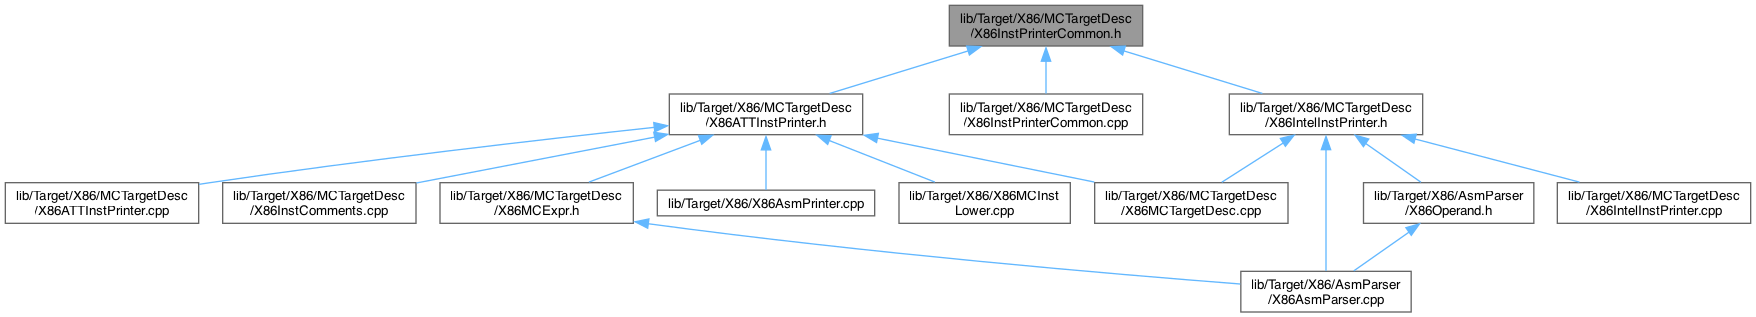 lib/Target/X86/MCTargetDesc
/X86InstPrinterCommon.h
lib/Target/X86/MCTargetDesc
/X86ATTInstPrinter.h
lib/Target/X86/MCTargetDesc
/X86InstPrinterCommon.cpp
lib/Target/X86/MCTargetDesc
/X86IntelInstPrinter.h
lib/Target/X86/MCTargetDesc
/X86ATTInstPrinter.cpp
lib/Target/X86/MCTargetDesc
/X86InstComments.cpp
lib/Target/X86/MCTargetDesc
/X86MCExpr.h
lib/Target/X86/X86AsmPrinter.cpp
lib/Target/X86/X86MCInst
Lower.cpp
lib/Target/X86/MCTargetDesc
/X86MCTargetDesc.cpp
lib/Target/X86/AsmParser
/X86Operand.h
lib/Target/X86/MCTargetDesc
/X86IntelInstPrinter.cpp
lib/Target/X86/AsmParser
/X86AsmParser.cpp